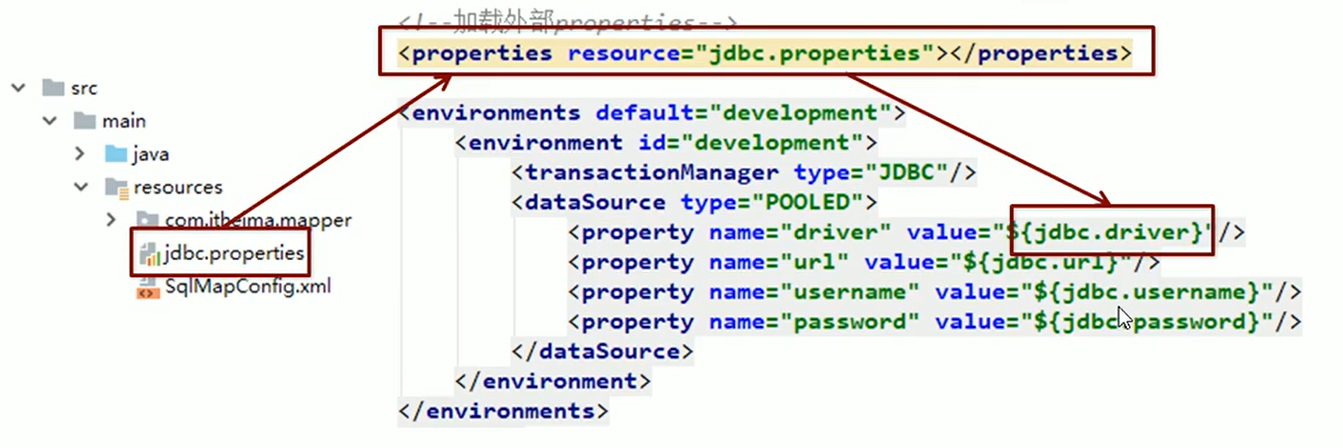 <!--加载外部properties-->
<properties resource="jdbc.properties"></properties>
src
main
java
resources
com.itheima.mapper
jdbc.properties
SqlMapConfig.xml
<environments default="development">
<environment id="development">
<transactionManager type="JDBC"/>
<dataSource type="POOLED">
<property name="driver" value="${jdbc.driver}"/>
<property name="url" value="${jdbc.url}"/>
<property name="username" value="${jdbc.username}"/>
<property name="password" value="${jdbc.password}"/>
</dataSource>
</environment>
</environments>